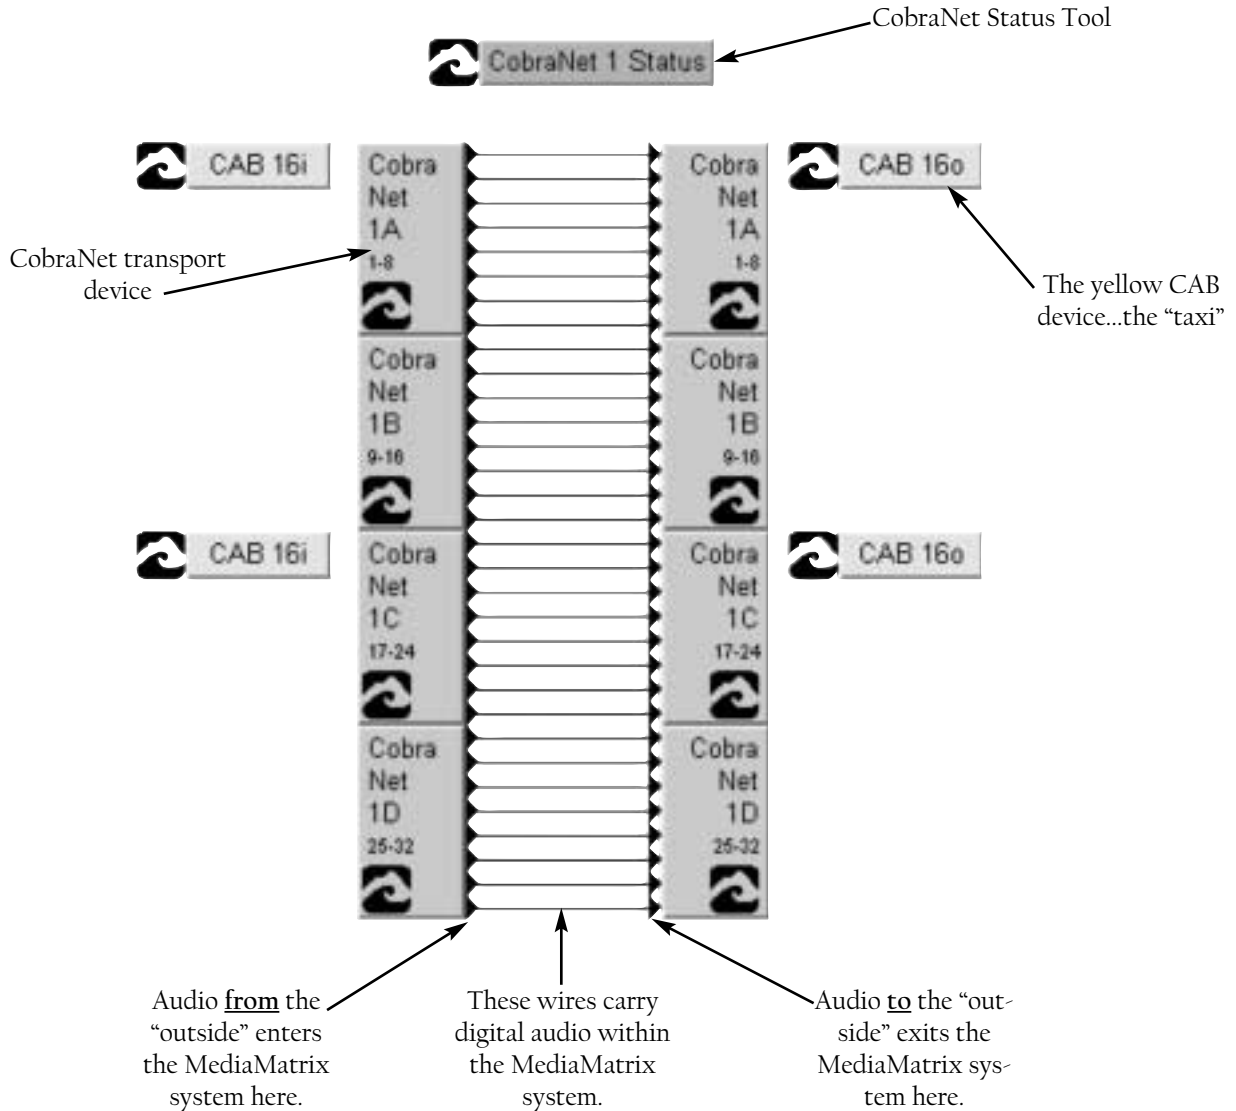 CobraNet Status Tool
CobraNet 1 Status
CAB 16i
Cobra
Net
1A
1-8
Cobra
Net
1A
1-8
CAB 16o
CobraNet transport
device
The yellow CAB
device...the “taxi”
Cobra
Net
1B
9-16
Cobra
Net
1B
9-16
CAB 16i
Cobra
Net
1C
17-24
Cobra
Net
1C
17-24
CAB 16o
Cobra
Net
1D
25-32
Cobra
Net
1D
25-32
Audio from the
“outside” enters
the MediaMatrix
system here.
These wires carry
digital audio within
the MediaMatrix
system.
Audio to the “out-
side” exits the
MediaMatrix sys-
tem here.